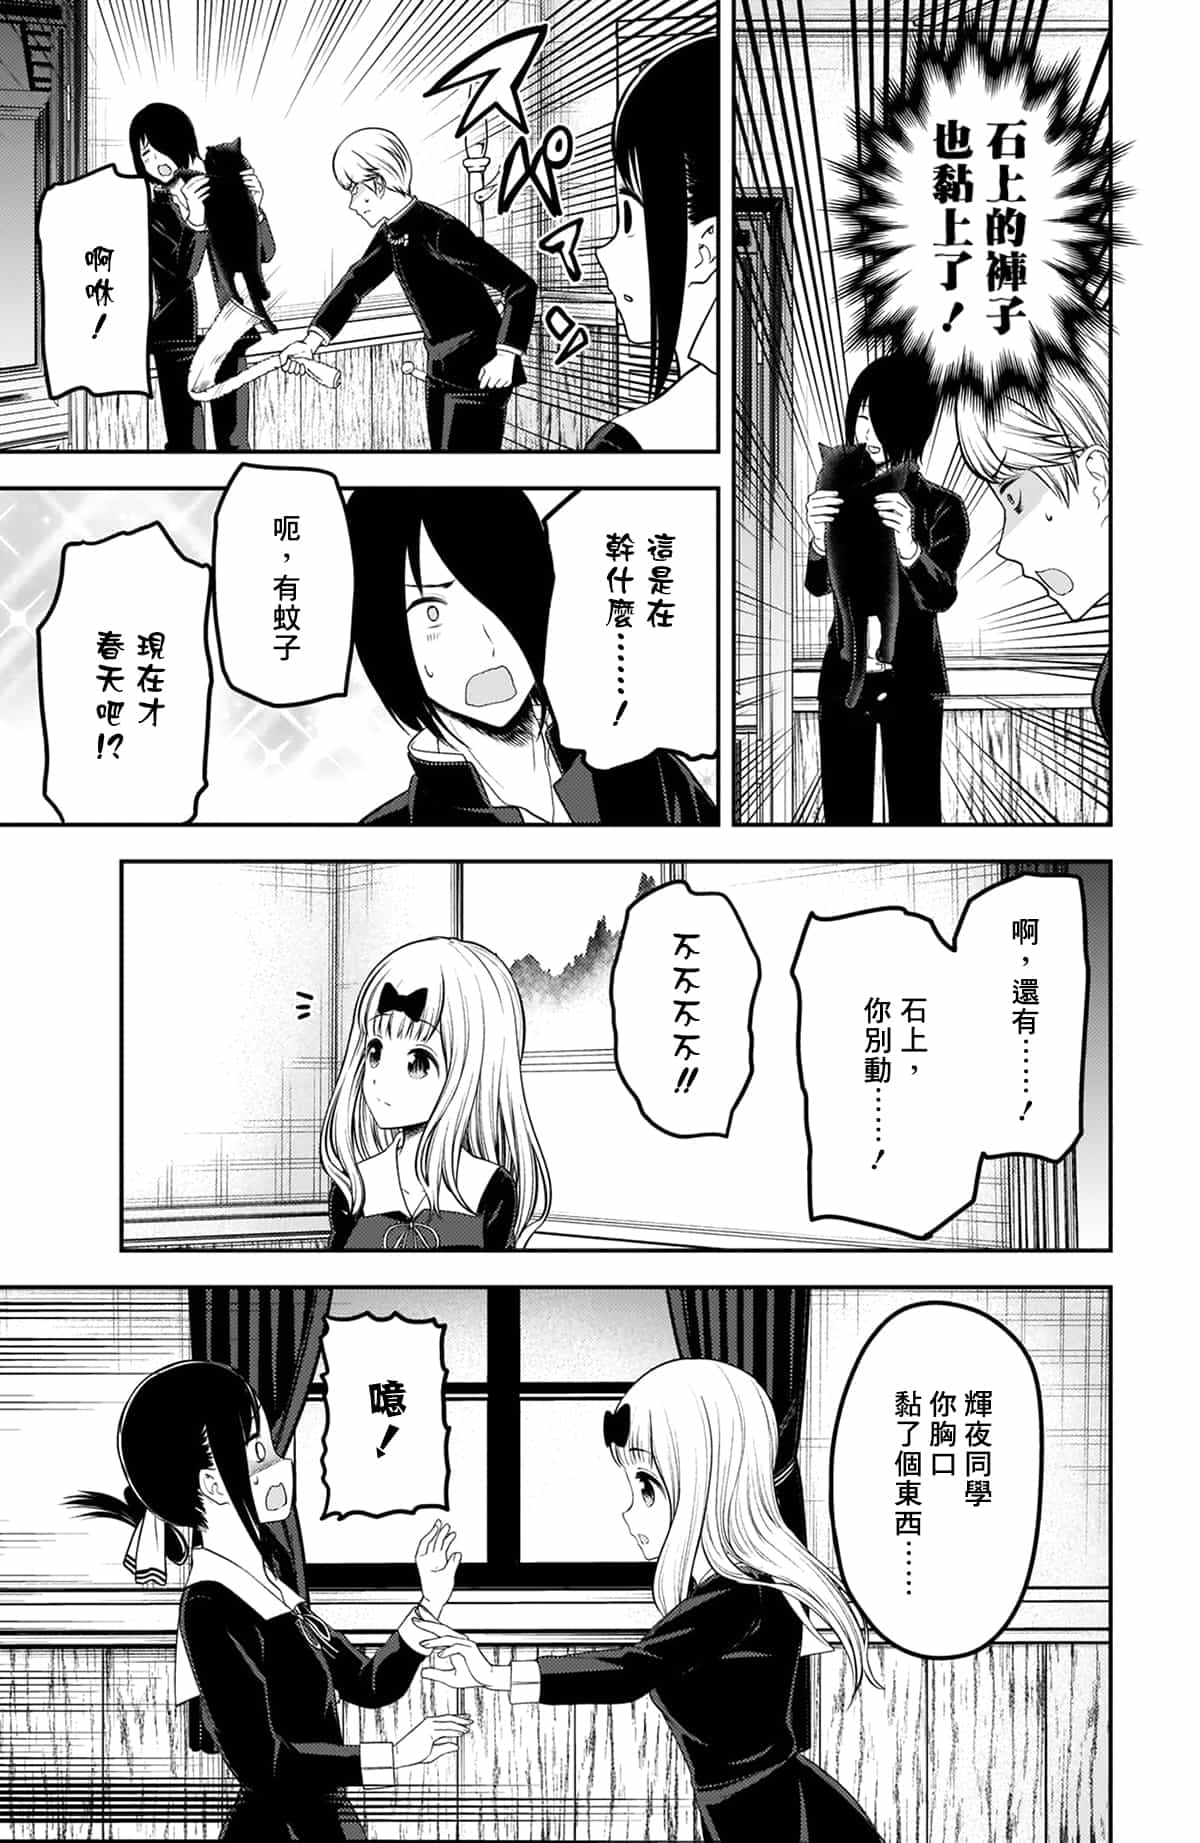 石上的褲子
也黏上了！
スパァン
啊咻！
這是在
幹什麼……！
呃，有蚊子
現在才
春天吧!?
啊，還有……！
石上，
你別動……！
不不不不!!
輝夜同學
你胸口
黏了個東西……
噫！